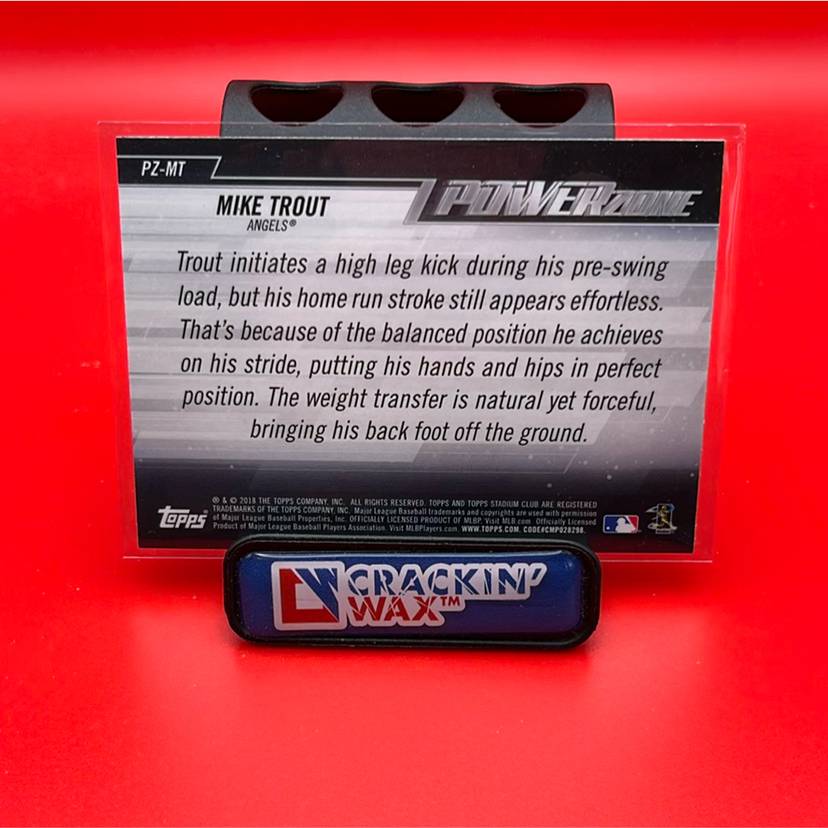 PZ-MT
POWER ZONE
MIKE TROUT
ANGELS®
Trout initiates a high leg kick during his pre-swing
load, but his home run stroke still appears effortless.
That's because of the balanced position he achieves
on his stride, putting his hands and hips in perfect
position. The weight transfer is natural yet forceful,
bringing his back foot off the ground.
Topps
® & © 2018 THE TOPPS COMPANY, INC. ALL RIGHTS RESERVED. TOPPS AND TOPPS STADIUM CLUB ARE REGISTERED
TRADEMARKS OF THE TOPPS COMPANY, INC. Major League Baseball trademarks and copyrights are used with permission
of Major League Baseball Properties, Inc. OFFICIALLY LICENSED PRODUCT OF MLBP. Visit MLB.com Officially Licensed
Product of Major League Baseball Players Association. Visit MLBPlayers.com. WWW.TOPPS.COM. CODE#CMP028298.
CW CRACKIN'
WAX™